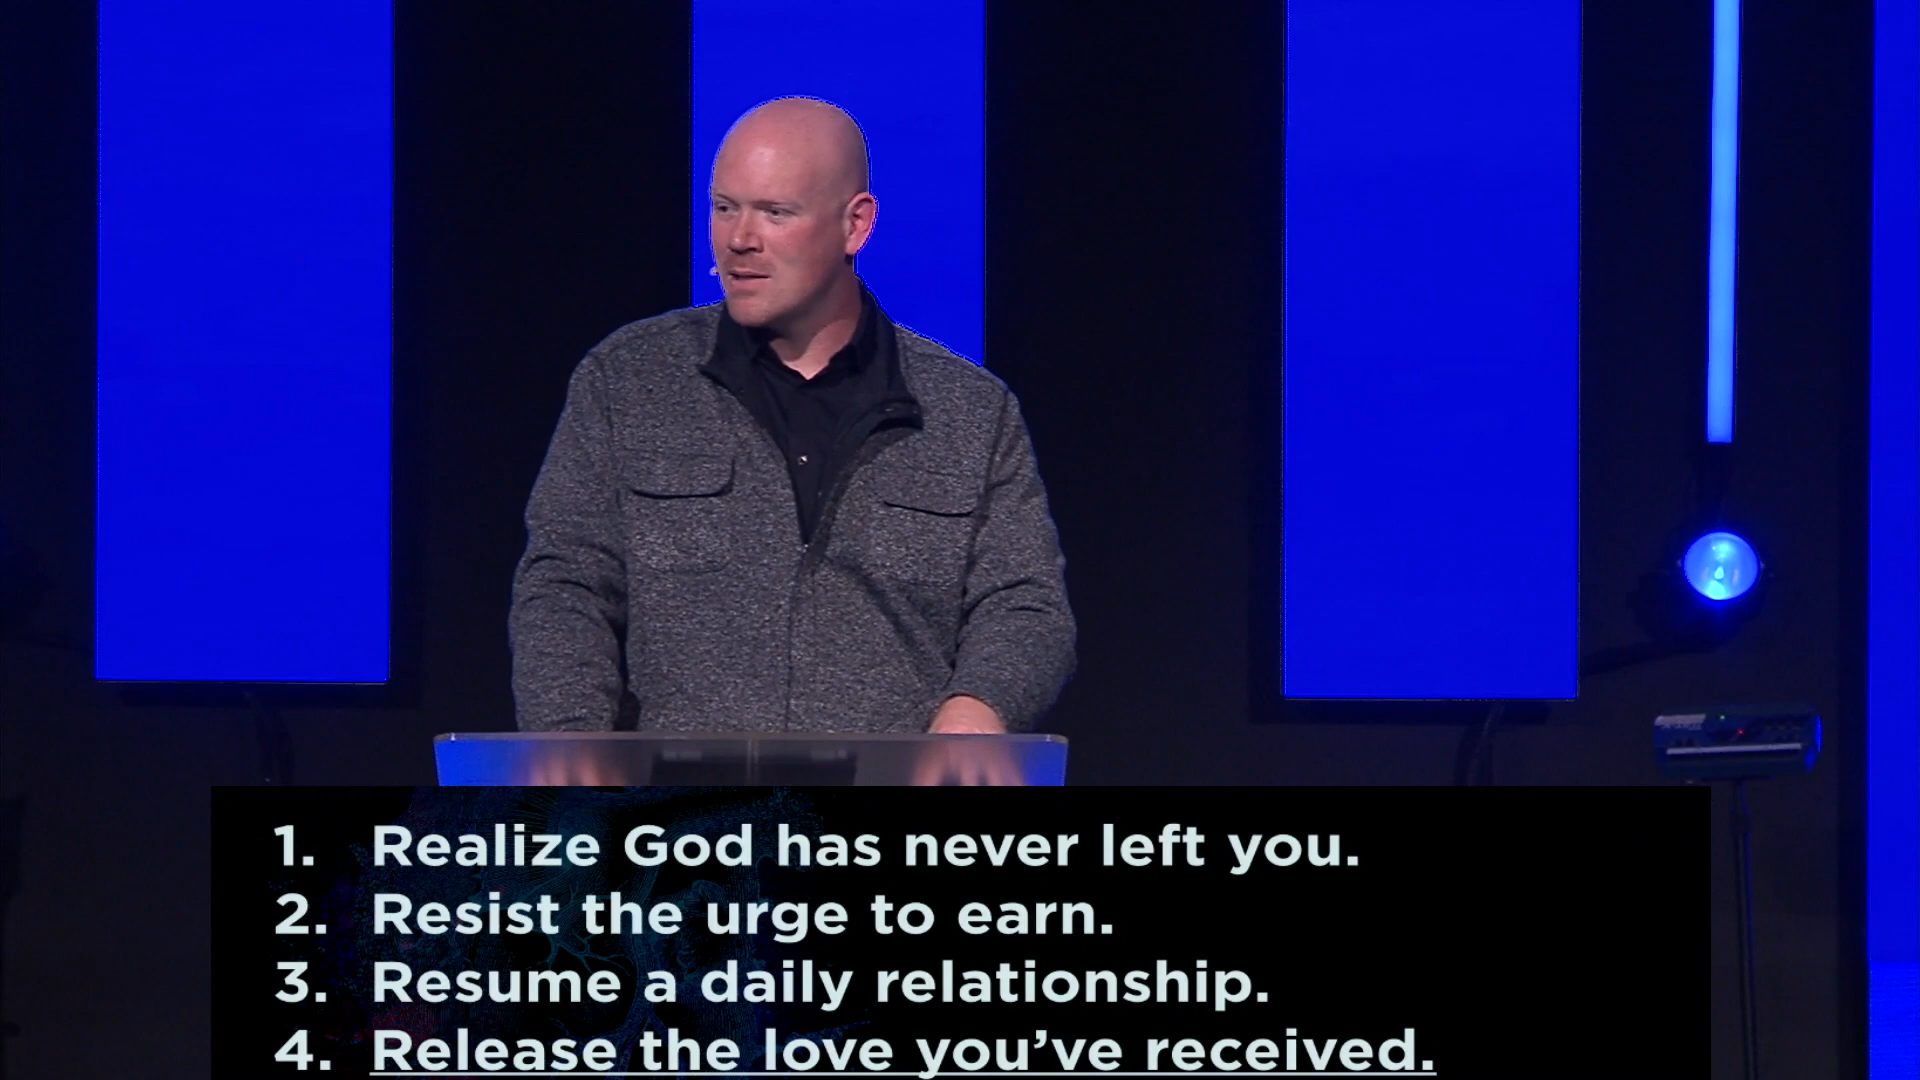 1. Realize God has never left you.
2. Resist the urge to earn.
3. Resume a daily relationship.
4. Release the love you've received.